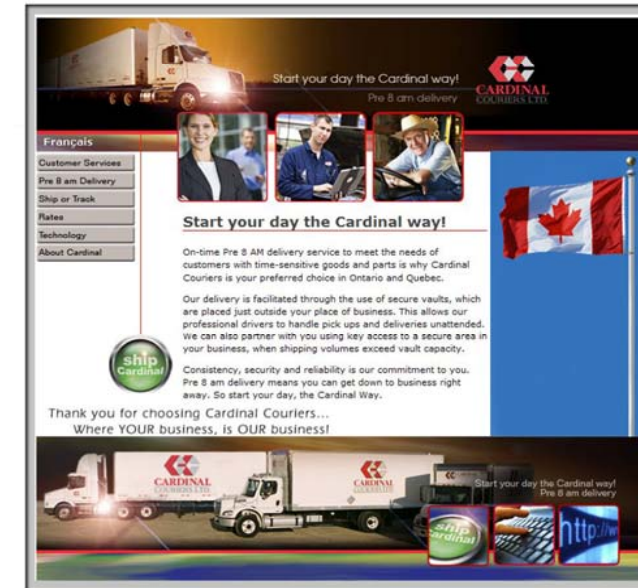 Start your day the Cardinal way!
Pre 8 am delivery
CARDINAL
COURIERS LTD.
Français
Customer Services
Pre 8 am Delivery
Ship or Track
Rates
Technology
About Cardinal
Start your day the Cardinal way!
On-time Pre 8 AM delivery service to meet the needs of
customers with time-sensitive goods and parts is why Cardinal
Couriers is your preferred choice in Ontario and Quebec.
Our delivery is facilitated through the use of secure vaults, which
are placed just outside your place of business. This allows our
professional drivers to handle pick ups and deliveries unattended.
We can also partner with you using key access to a secure area in
your business, when shipping volumes exceed vault capacity.
Consistency, security and reliability is our commitment to you.
Pre 8 am delivery means you can get down to business right
away. So start your day, the Cardinal Way.
ship
Cardinal
Thank you for choosing Cardinal Couriers...
Where YOUR business, is OUR business!
CARDINAL
COURIERS LTD.
CARDINAL
COURIERS LTD.
Start your day the Cardinal way!
Pre 8 am delivery
ship
Cardinal
http://w